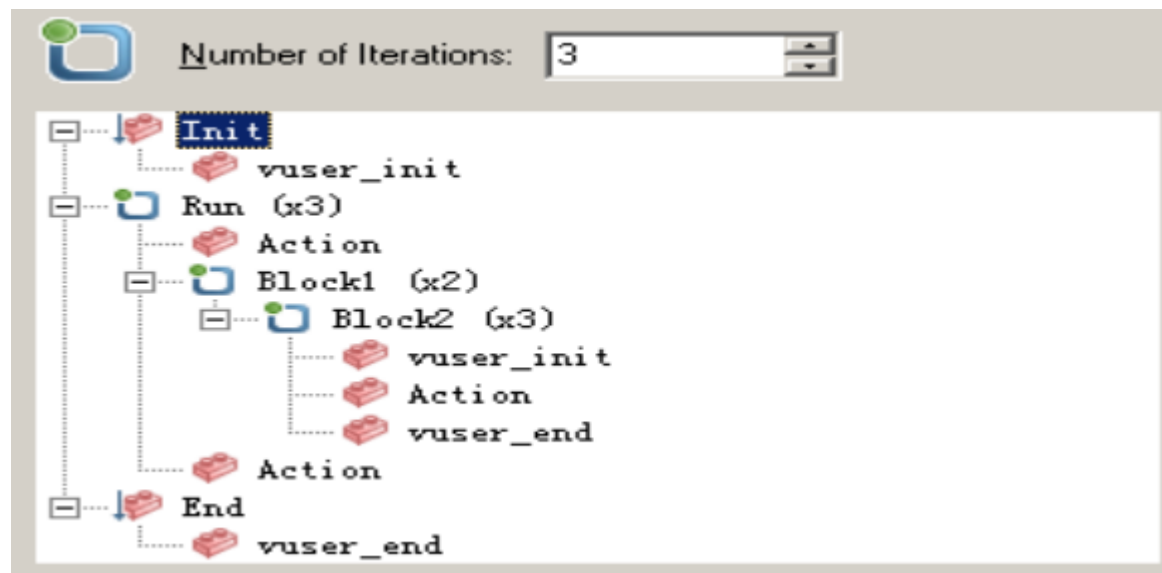 Number of Iterations: 3
Init
vuser_init
Run (x3)
Action
Block1 (x2)
Block2 (x3)
vuser_init
Action
vuser_end
Action
End
vuser_end